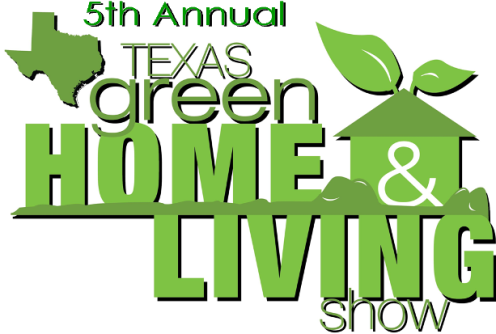 5th Annual
TEXAS
green
HOME &
LIVING
show